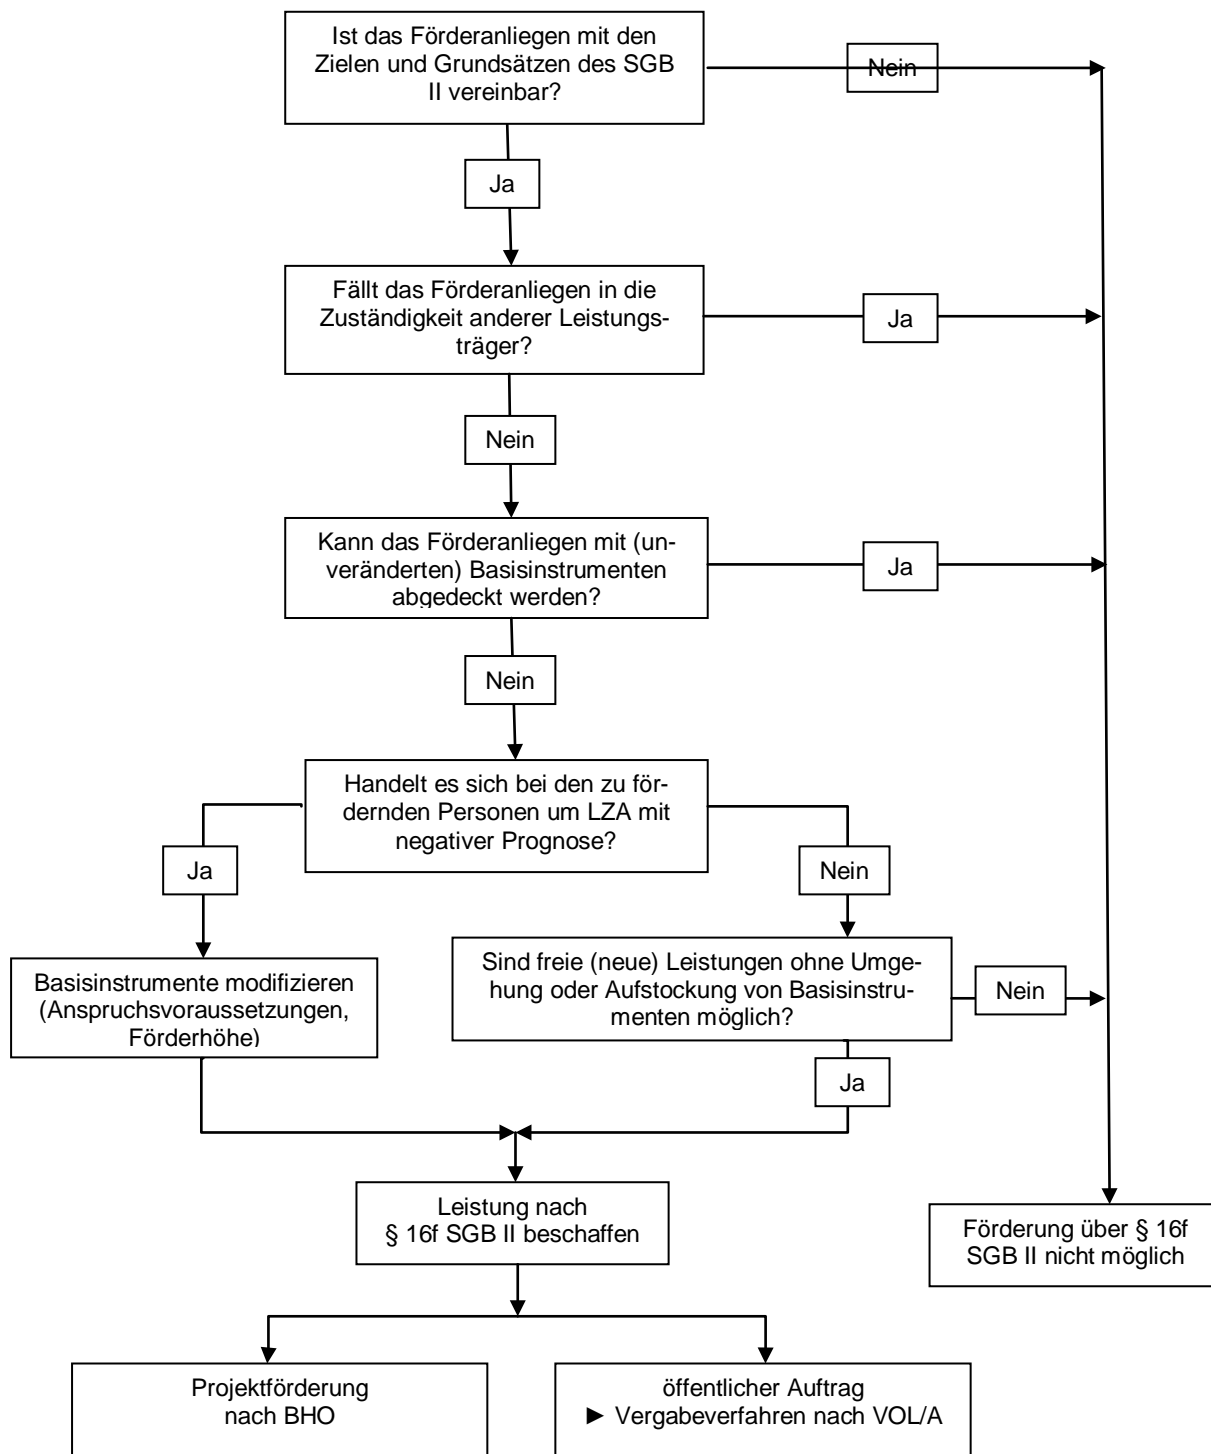 Ist das Förderanliegen mit den
Zielen und Grundsätzen des SGB
II vereinbar?
Nein
Ja
Fällt das Förderanliegen in die
Zuständigkeit anderer Leistungs-
träger?
Ja
Nein
Kann das Förderanliegen mit (un-
veränderten) Basisinstrumenten
abgedeckt werden?
Ja
Nein
Handelt es sich bei den zu för-
dernden Personen um LZA mit
negativer Prognose?
Ja
Nein
Basisinstrumente modifizieren
(Anspruchsvoraussetzungen,
Förderhöhe)
Sind freie (neue) Leistungen ohne Umge-
hung oder Aufstockung von Basisinstru-
menten möglich?
Nein
Ja
Leistung nach
§ 16f SGB II beschaffen
Förderung über § 16f
SGB II nicht möglich
Projektförderung
nach BHO
öffentlicher Auftrag
► Vergabeverfahren nach VOL/A